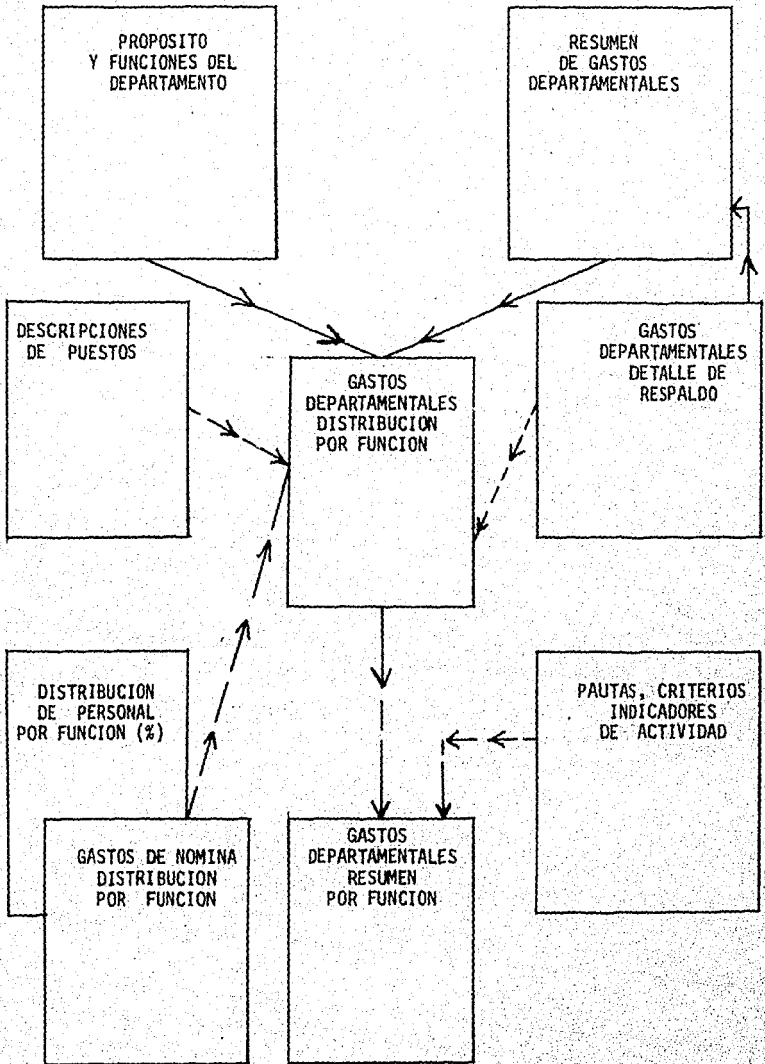 PROPOSITO
Y FUNCIONES DEL
DEPARTAMENTO
RESUMEN
DE GASTOS
DEPARTAMENTALES
DESCRIPCIONES
DE PUESTOS
GASTOS
DEPARTAMENTALES
DISTRIBUCION
POR FUNCION
GASTOS
DEPARTAMENTALES
DETALLE DE
RESPALDO
DISTRIBUCION
DE PERSONAL
POR FUNCION (%)
PAUTAS, CRITERIOS
INDICADORES
DE ACTIVIDAD
GASTOS DE NOMINA
DISTRIBUCION
POR FUNCION
GASTOS
DEPARTAMENTALES
RESUMEN
POR FUNCION